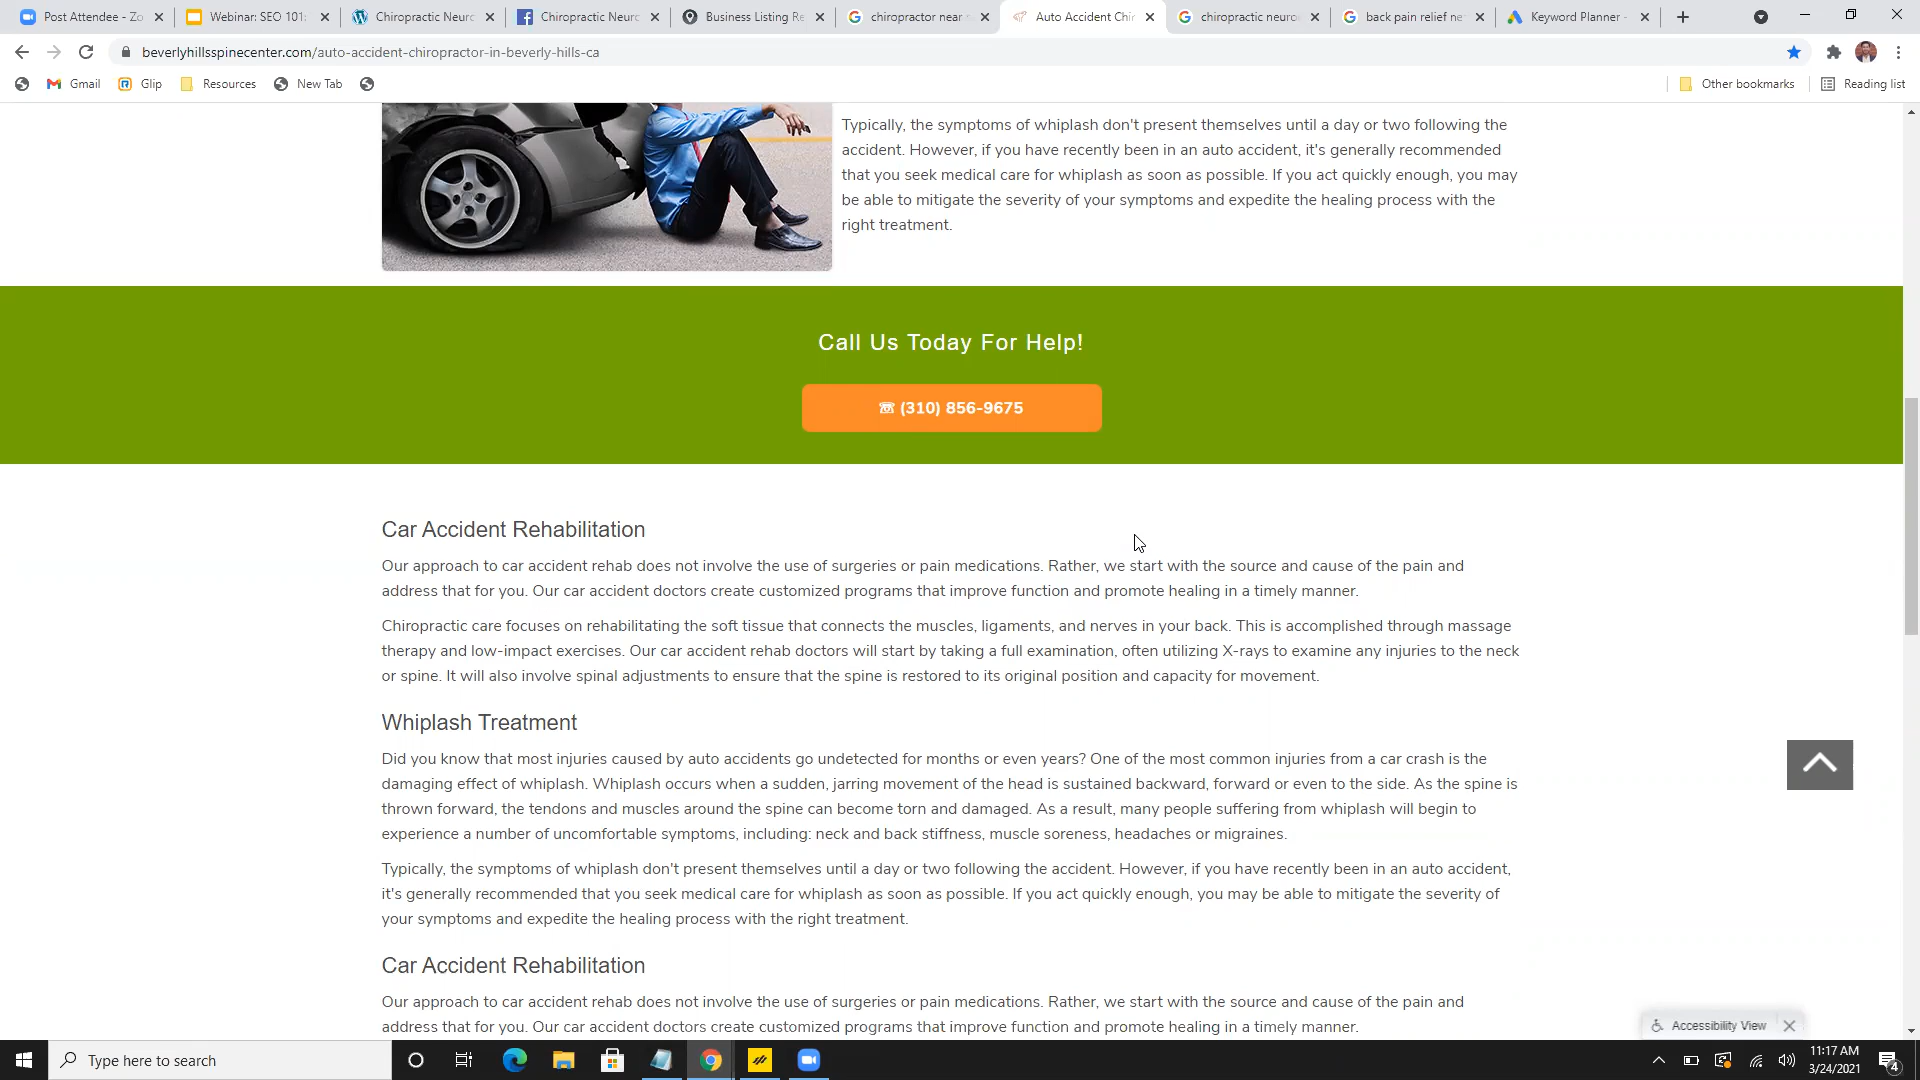 Post Attendee - Zo
Webinar: SEO 101:
Chiropractic Neuro
Chiropractic Neuro
Business Listing Re
chiropractor near s
Auto Accident Chir
chiropractic neuro
back pain relief ne
Keyword Planner -
beverlyhillsspinecenter.com/auto-accident-chiropractor-in-beverly-hills-ca
Gmail
Glip
Resources
New Tab
Other bookmarks
Reading list
Typically, the symptoms of whiplash don't present themselves until a day or two following the
accident. However, if you have recently been in an auto accident, it's generally recommended
that you seek medical care for whiplash as soon as possible. If you act quickly enough, you may
be able to mitigate the severity of your symptoms and expedite the healing process with the
right treatment.
Call Us Today For Help!
☏ (310) 856-9675
Car Accident Rehabilitation
Our approach to car accident rehab does not involve the use of surgeries or pain medications. Rather, we start with the source and cause of the pain and
address that for you. Our car accident doctors create customized programs that improve function and promote healing in a timely manner.
Chiropractic care focuses on rehabilitating the soft tissue that connects the muscles, ligaments, and nerves in your back. This is accomplished through massage
therapy and low-impact exercises. Our car accident rehab doctors will start by taking a full examination, often utilizing X-rays to examine any injuries to the neck
or spine. It will also involve spinal adjustments to ensure that the spine is restored to its original position and capacity for movement.
Whiplash Treatment
Did you know that most injuries caused by auto accidents go undetected for months or even years? One of the most common injuries from a car crash is the
damaging effect of whiplash. Whiplash occurs when a sudden, jarring movement of the head is sustained backward, forward or even to the side. As the spine is
thrown forward, the tendons and muscles around the spine can become torn and damaged. As a result, many people suffering from whiplash will begin to
experience a number of uncomfortable symptoms, including: neck and back stiffness, muscle soreness, headaches or migraines.
Typically, the symptoms of whiplash don't present themselves until a day or two following the accident. However, if you have recently been in an auto accident,
it's generally recommended that you seek medical care for whiplash as soon as possible. If you act quickly enough, you may be able to mitigate the severity of
your symptoms and expedite the healing process with the right treatment.
Car Accident Rehabilitation
Our approach to car accident rehab does not involve the use of surgeries or pain medications. Rather, we start with the source and cause of the pain and
address that for you. Our car accident doctors create customized programs that improve function and promote healing in a timely manner.
Accessibility View
Type here to search
11:17 AM
3/24/2021
4